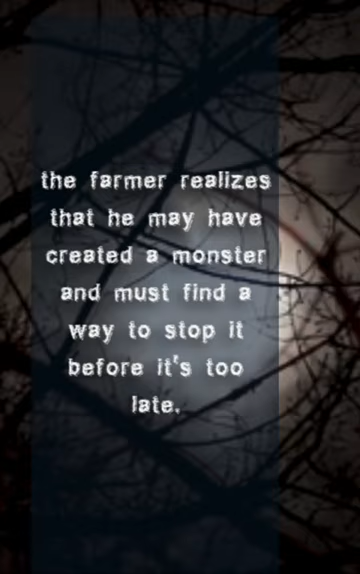 the farmer realizes
that he may have
created a monster
and must find a
way to stop it
before it's too
late.